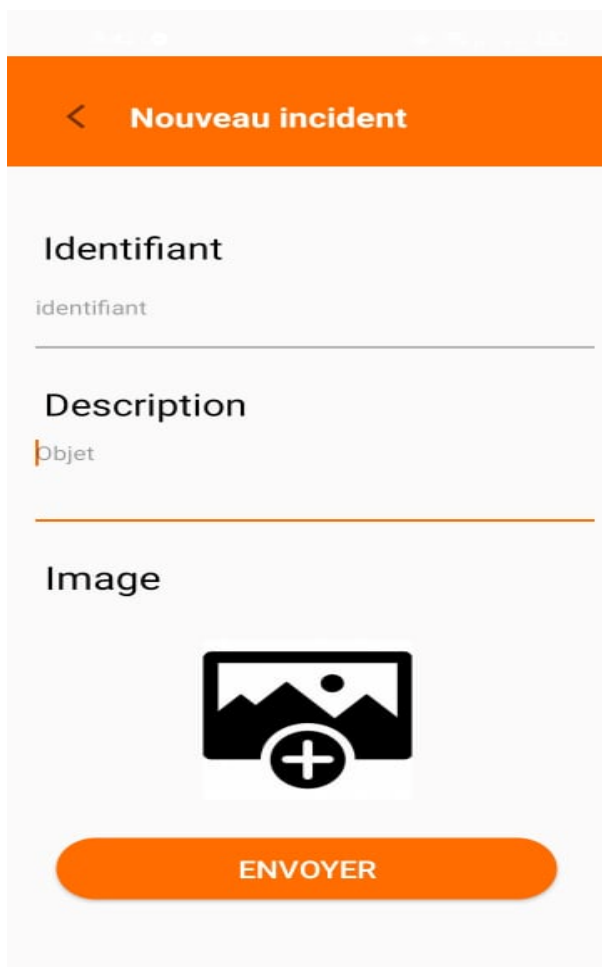 Nouveau incident
Identifiant
identifiant
Description
Objet
Image
ENVOYER